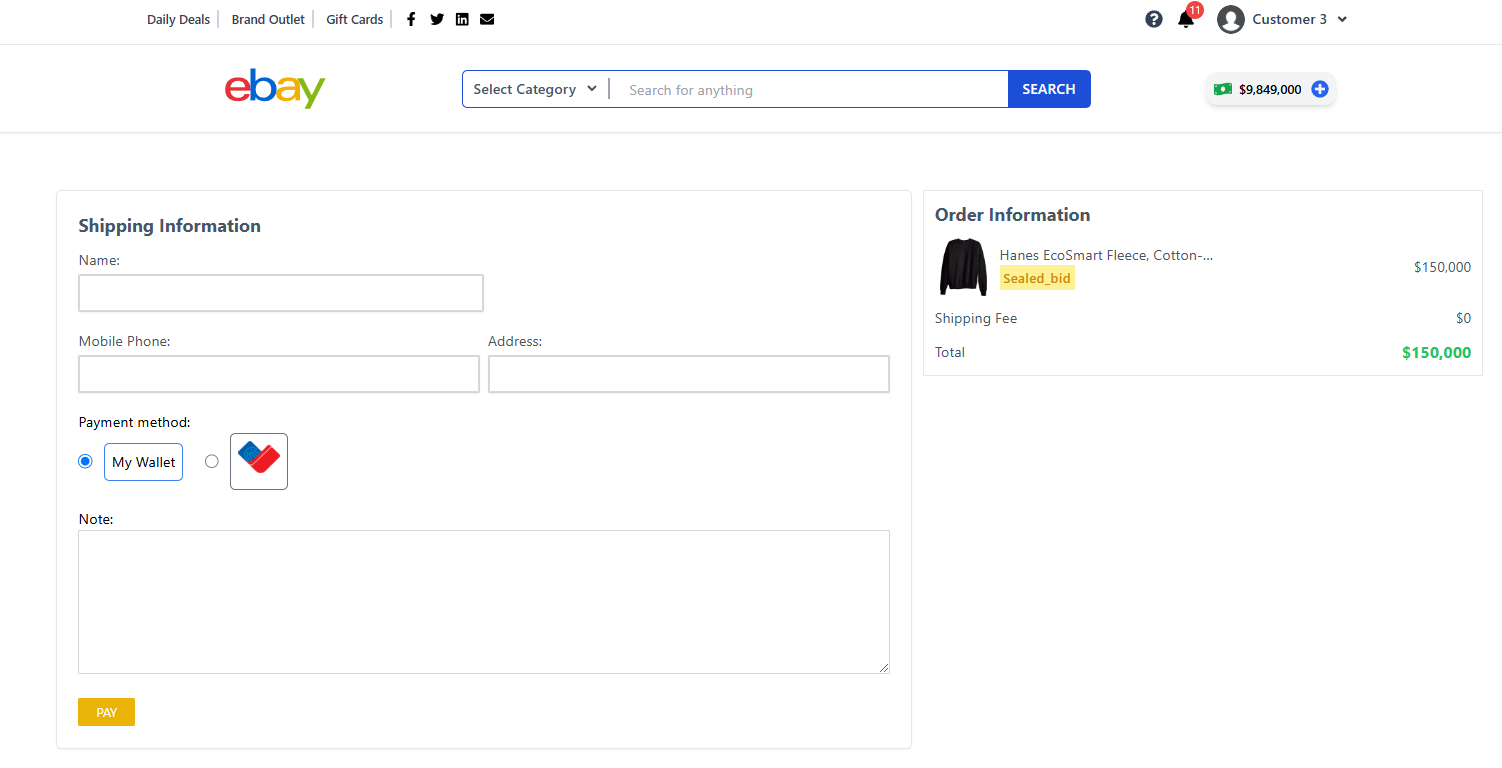 Daily Deals Brand Outlet Gift Cards 11 Customer 3
ebay Select Category Search for anything SEARCH $9,849,000
Shipping Information
Name:
Mobile Phone: Address:
Payment method:
My Wallet
Note:
PAY
Order Information
Hanes EcoSmart Fleece, Cotton-...
Sealed_bid
$150,000
Shipping Fee $0
Total $150,000